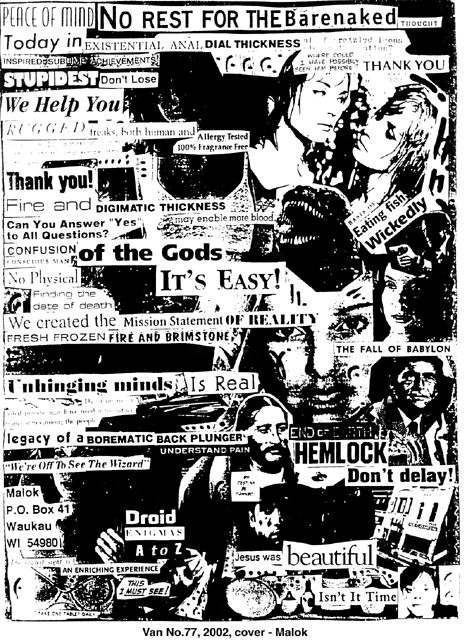 PEACE OF MIND NO REST FOR THE Barenaked THOUGHT
Today in EXISTENTIAL ANAL DIAL THICKNESS
INSPIRED SUBLIME ACHIEVEMENTS
WHERE COULD
I HAVE POSSIBLY
SEEN HIM BEFORE
THANK YOU
STUPIDEST Don't Lose
We Help You
RUGGED freaks, both human and
Allergy Tested
100% Fragrance Free
Thank you!
Fire and DIGIMATIC THICKNESS
may enable more blood
Eating fish
Wickedly
Can You Answer "Yes"
to All Questions?
CONFUSION
of the Gods
No Physical
IT'S EASY!
Finding the
date of death
We created the Mission Statement OF REALITY
FRESH FROZEN FIRE AND BRIMSTONE
THE FALL OF BABYLON
Unhinging minds Is Real
legacy of a BOREMATIC BACK PLUNGER
UNDERSTAND PAIN
HEMLOCK
"We're Off To See The Wizard"
Don't delay!
Malok
P.O. Box 41
Waukau
WI 54980
Droid
ENIGMAS
A to Z
Jesus was beautiful
AN ENRICHING EXPERIENCE
THIS
I MUST SEE!
Isn't It Time
TAKE ONE TABLET DAILY
Van No.77, 2002, cover - Malok